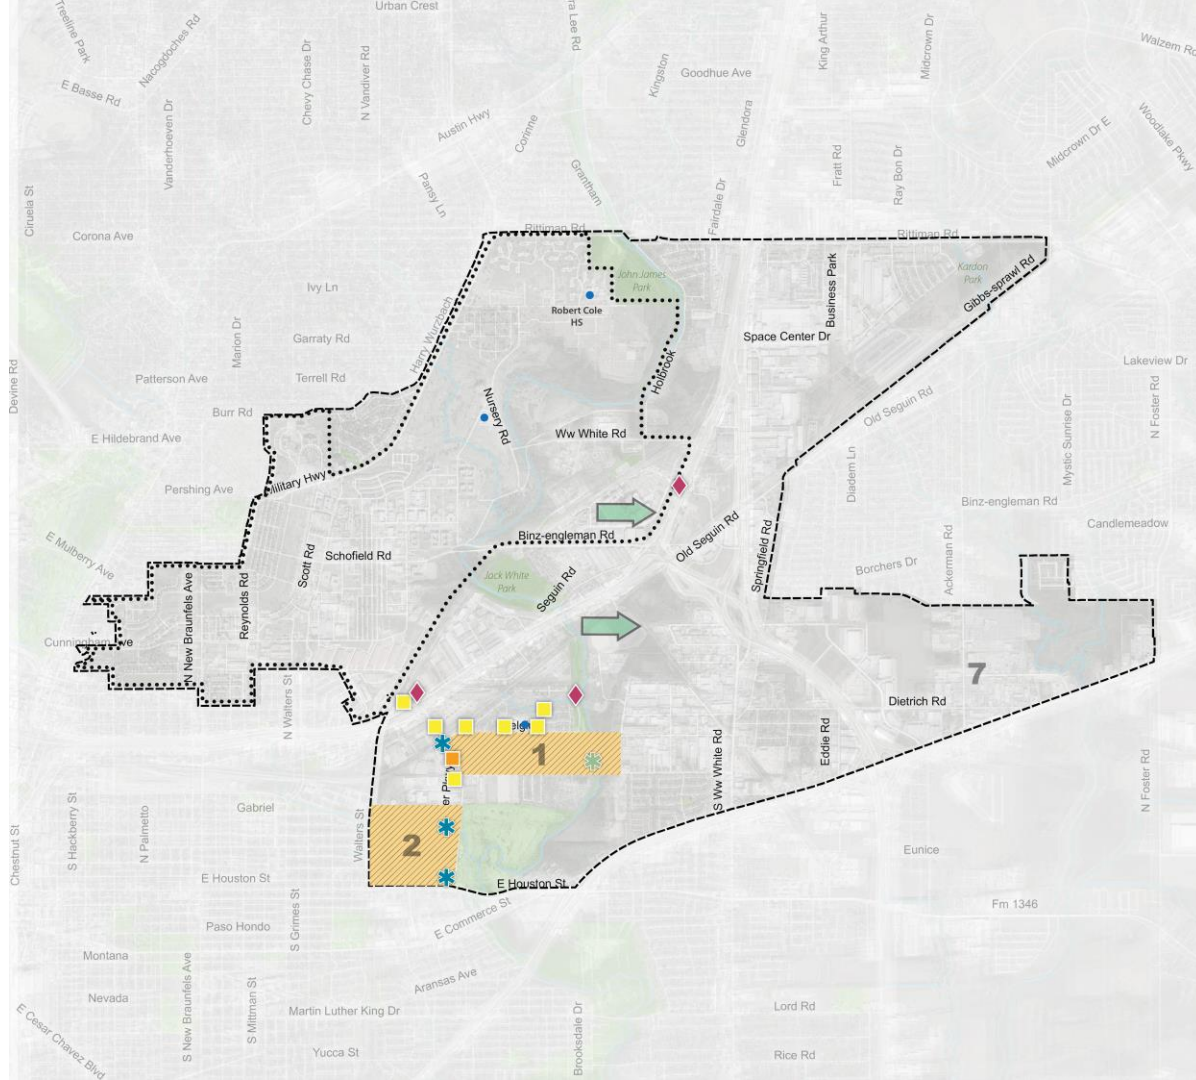 Urban Crest
Treeline Park
Nacogdoches Rd
Chevy Chase Dr
N Vandiver Rd
King Arthur
Midcrown Dr
Walzem Rd
Kingston
Goodhue Ave
E Basse Rd
Vanderhoeven Dr
Austin Hwy
Corinne
Glendora
Woodlake Pkwy
Midcrown Dr E
Fratt Rd
Ray Bon Dr
Grantham
Pansy Ln
Fairdale Dr
Ciruela St
Corona Ave
Rittiman Rd
Rittiman Rd
John James
Park
Kardon
Park
Gibbs-sprawl Rd
Business Park
Ivy Ln
Robert Cole
HS
Harry Wurzbach
Marion Dr
Garraty Rd
Space Center Dr
Lakeview Dr
Holbrook
Patterson Ave
Terrell Rd
Devine Rd
Nursery Rd
Old Seguin Rd
N Foster Rd
Burr Rd
Mystic Sunrise Dr
E Hildebrand Ave
Ww White Rd
Diadem Ln
Pershing Ave
Military Hwy
Binz-engleman Rd
Candlemeadow
Binz-engleman Rd
Old Seguin Rd
E Mulberry Ave
Scott Rd
Schofield Rd
Springfield Rd
Borchers Dr
Ackerman Rd
Jack White
Park
Seguin Rd
N New Braunfels Ave
Reynolds Rd
Cunningham Ave
7
N Walters St
Dietrich Rd
Eddie Rd
S Ww White Rd
1
N Foster Rd
Gabriel
S Hackberry St
N Palmetto
Walters St
2
Chestnut St
Eunice
E Houston St
E Houston St
Fm 1346
S Grimes St
E Commerce St
Paso Hondo
Montana
Aransas Ave
Nevada
S New Braunfels Ave
S Mittman St
Martin Luther King Dr
Brooksdale Dr
Lord Rd
E Cesar Chavez Blvd
Yucca St
Rice Rd